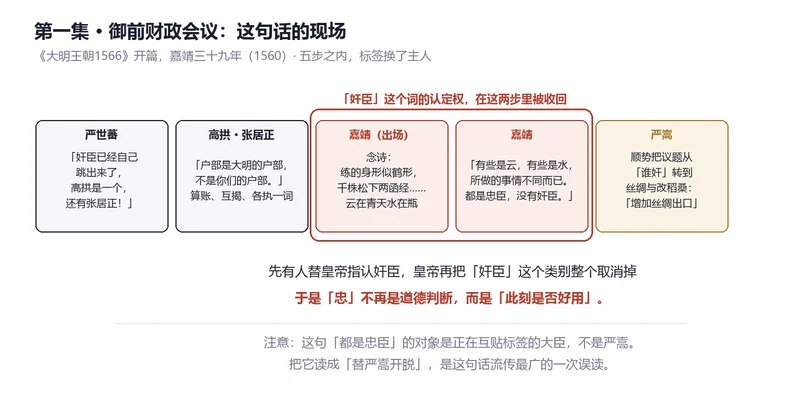 第一集·御前财政会议：这句话的现场
《大明王朝1566》开篇，嘉靖三十九年（1560）· 五步之内，标签换了主人
「奸臣」这个词的认定权，在这两步里被收回
严世蕃
「奸臣已经自己
跳出来了，
高拱是一个，
还有张居正！」
高拱·张居正
「户部是大明的户部，
不是你们的户部。」
算账、互揭、各执一词
嘉靖（出场）
念诗：
练的身形似鹤形，
千株松下两函经……
云在青天水在瓶
嘉靖
「有些是云，有些是水，
所做的事情不同而已。
都是忠臣，没有奸臣。」
严嵩
顺势把议题从
「谁奸」转到
丝绸与改稻桑：
「增加丝绸出口」
先有人替皇帝指认奸臣，皇帝再把「奸臣」这个类别整个取消掉
于是「忠」不再是道德判断，而是「此刻是否好用」。
注意：这句「都是忠臣」的对象是正在互贴标签的大臣，不是严嵩。
把它读成「替严嵩开脱」，是这句话流传最广的一次误读。